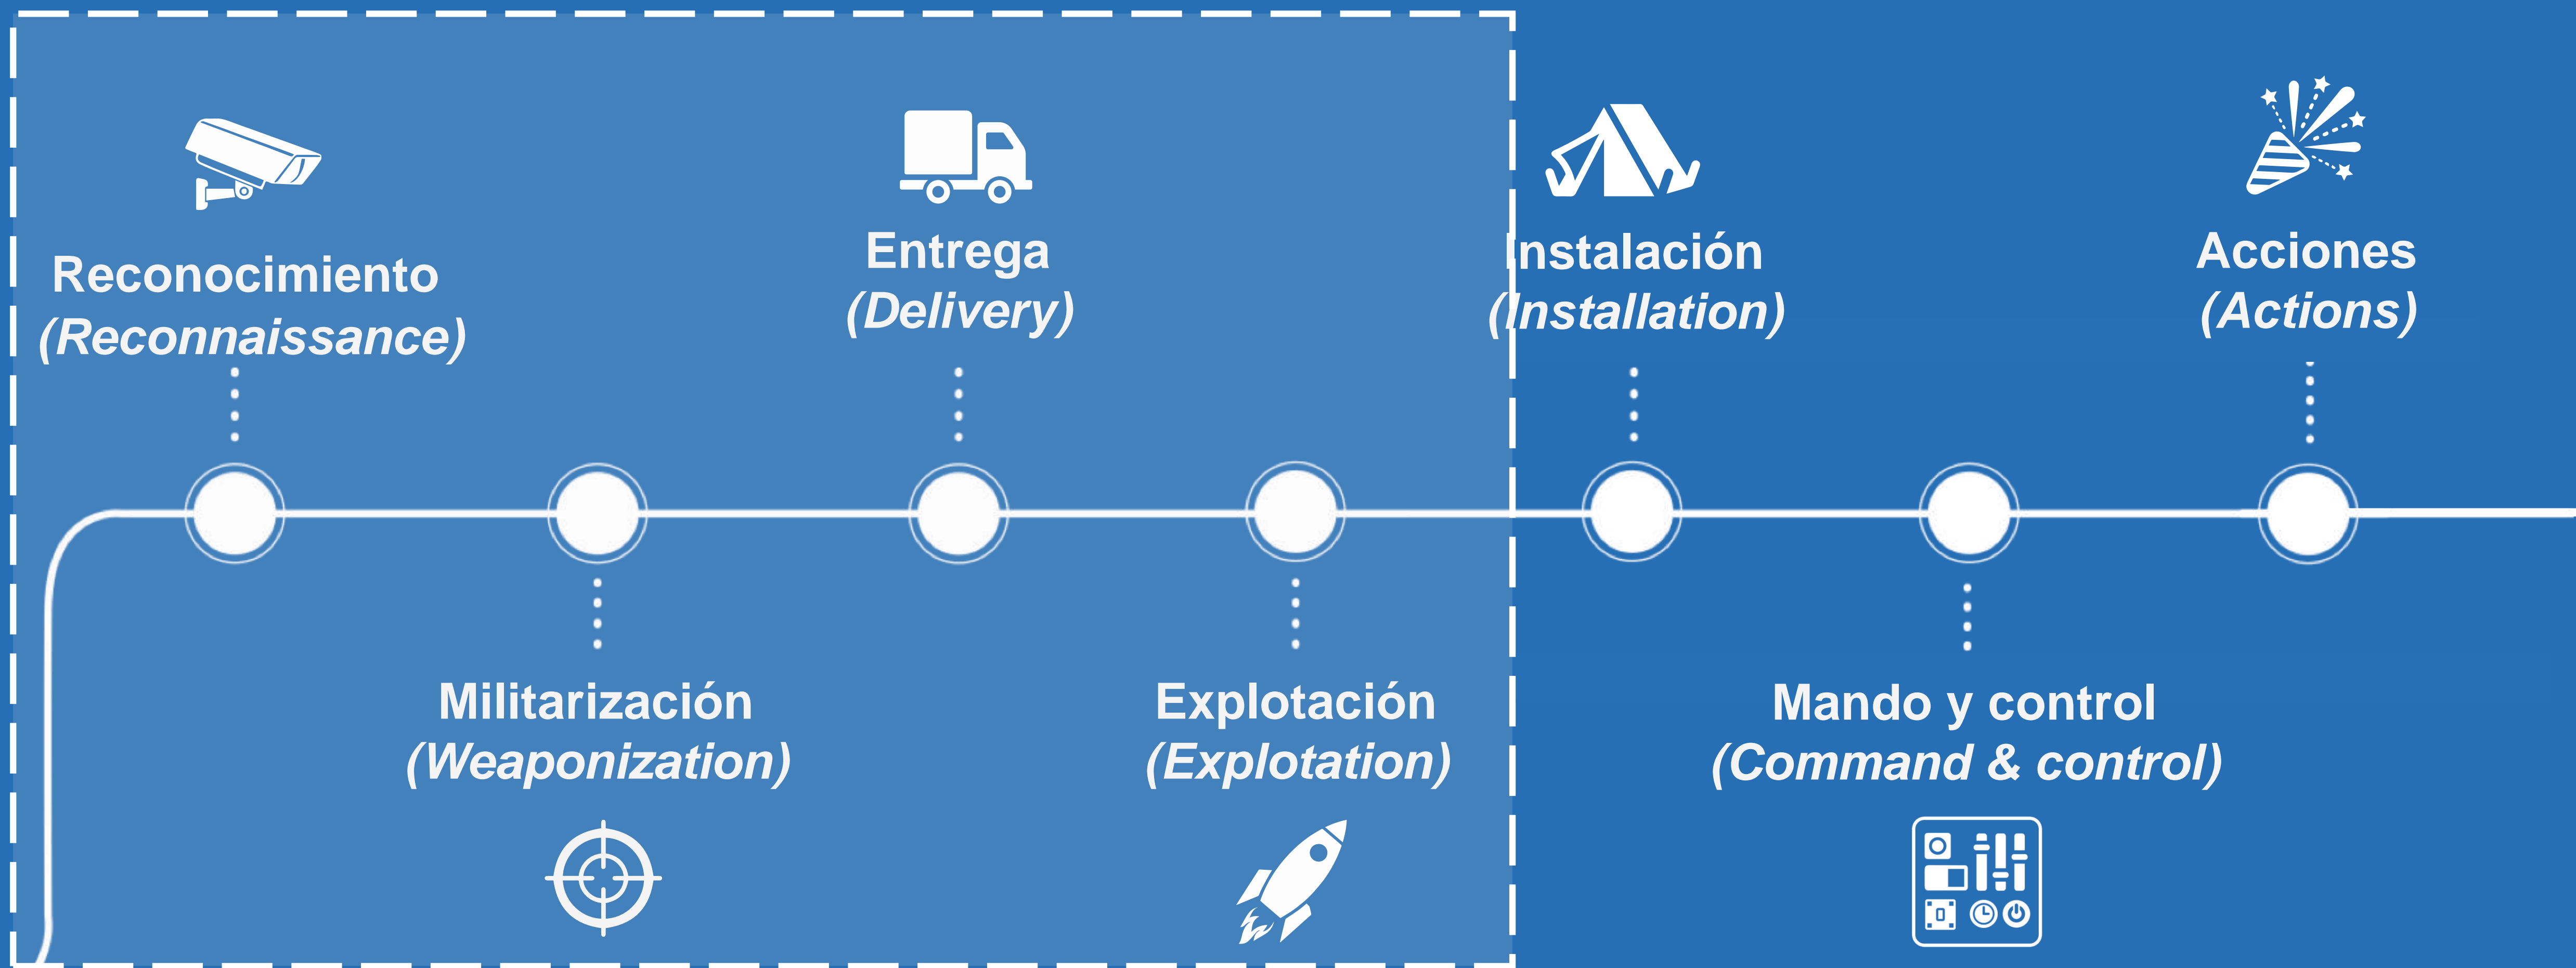 Reconocimiento
(Reconnaissance)
Militarización
(Weaponization)
Entrega
(Delivery)
Explotación
(Explotation)
Instalación
(Installation)
Mando y control
(Command & control)
Acciones
(Actions)